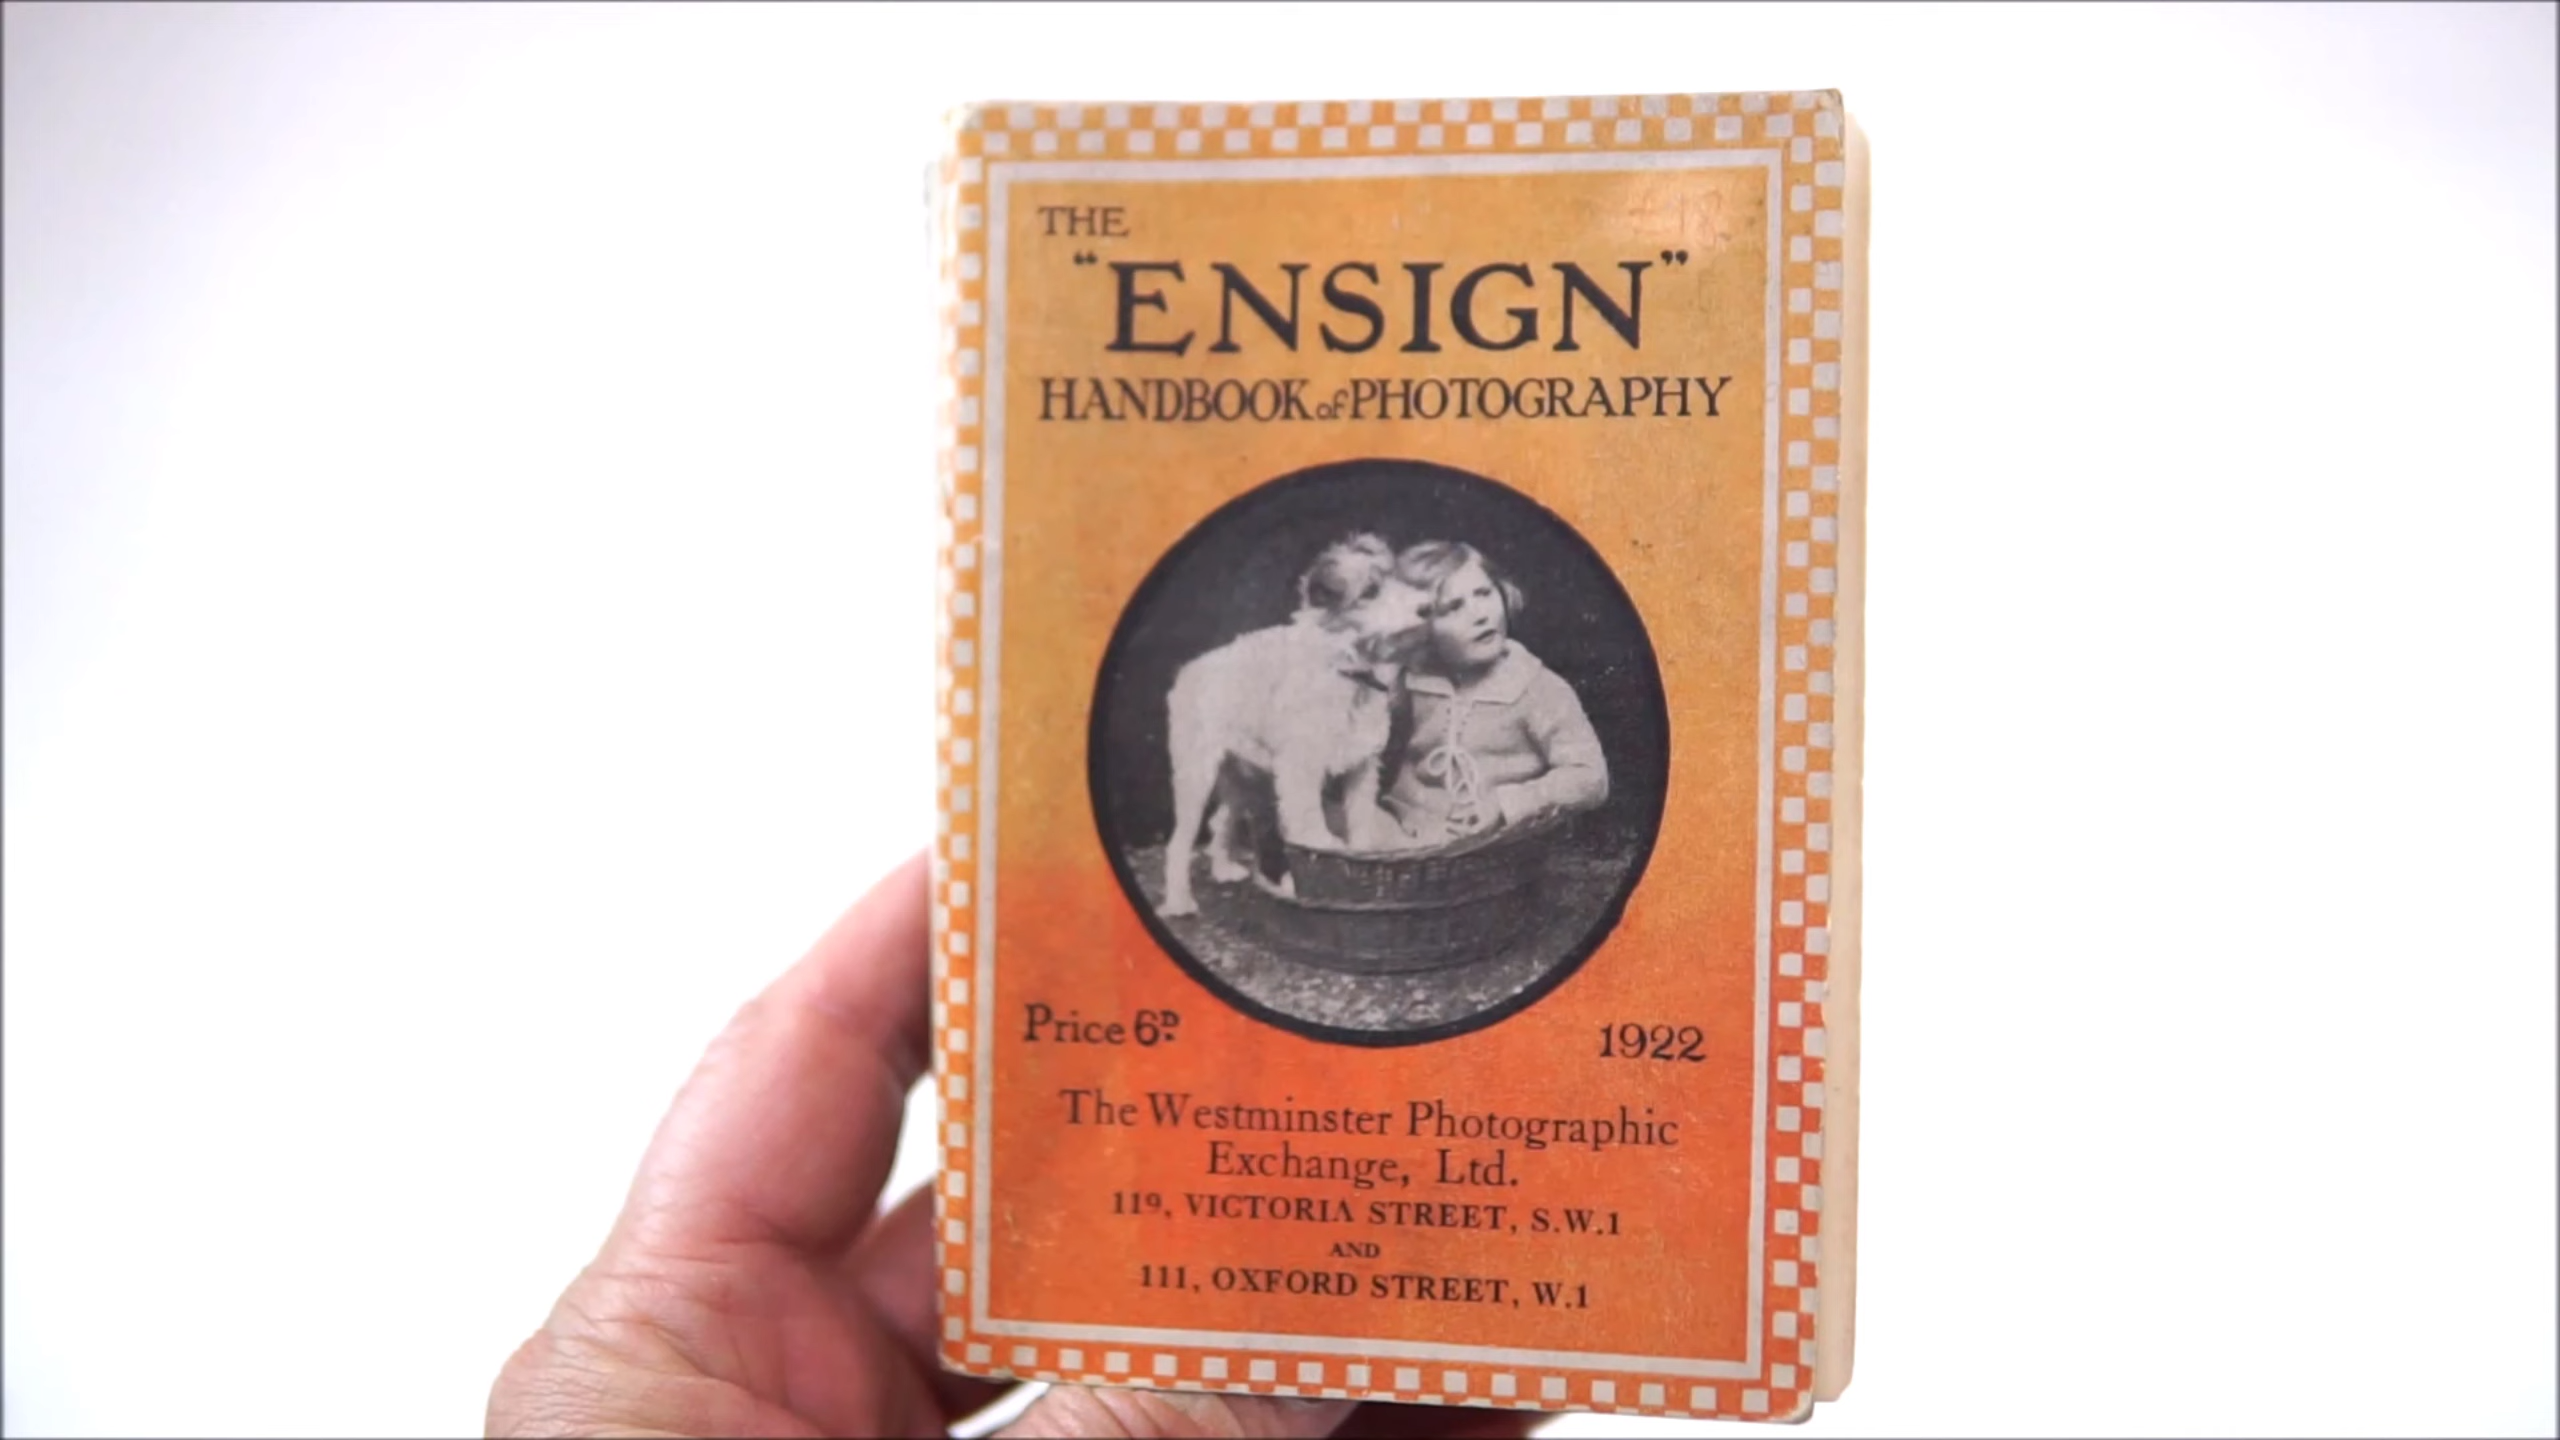 THE
"ENSIGN"
HANDBOOK of PHOTOGRAPHY
Price 6D. 1922
The Westminster Photographic
Exchange, Ltd.
119, VICTORIA STREET, S.W.1
AND
111, OXFORD STREET, W.1